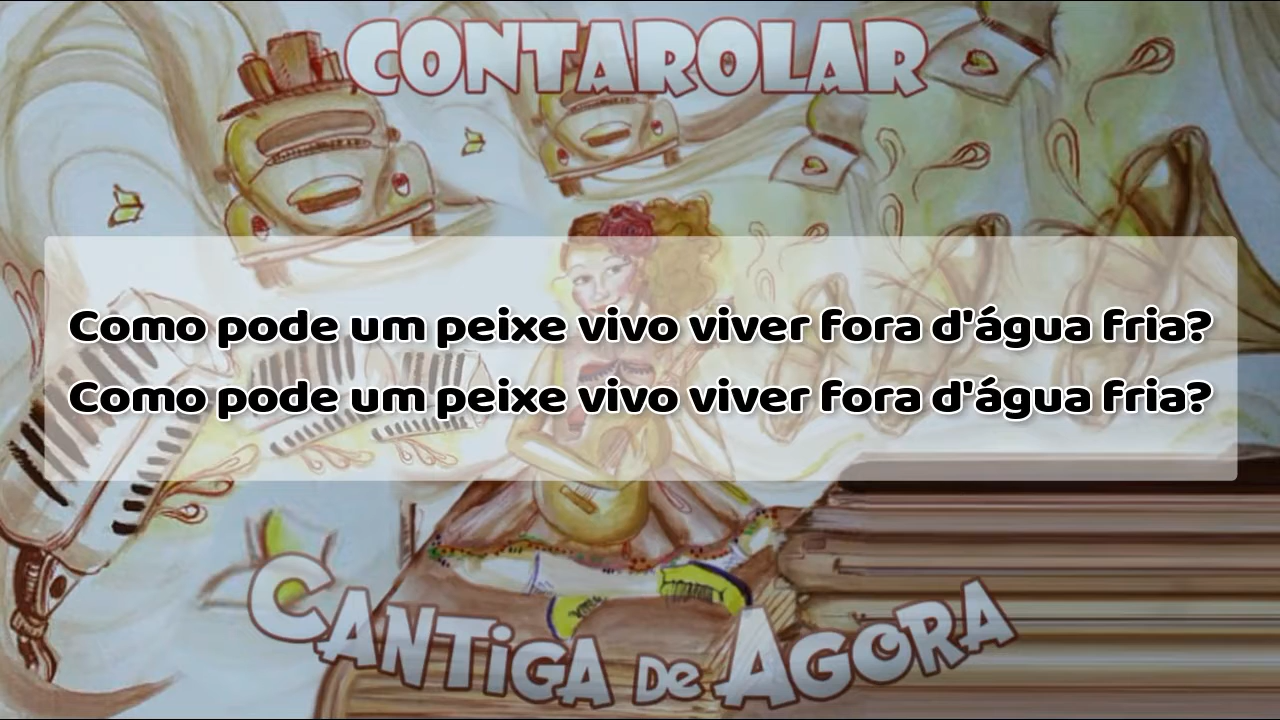 CONTAROLAR
Como pode um peixe vivo viver fora d'água fria?
Como pode um peixe vivo viver fora d'água fria?
CANTiGA DE AGORA